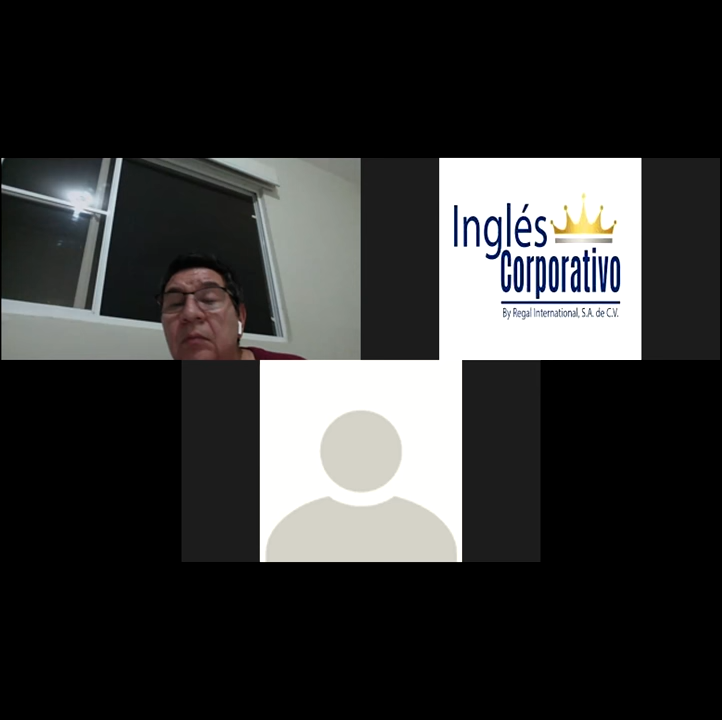 Inglés
Corporativo
By Regal International, S.A. de C.V.